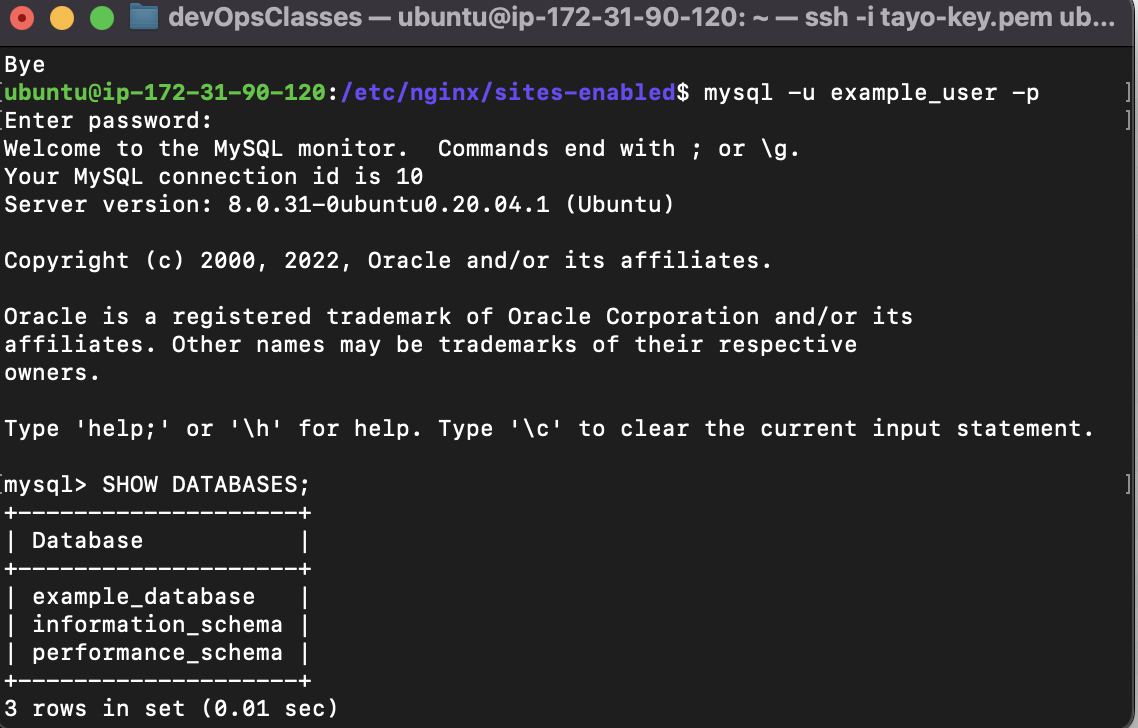 devOpsClasses — ubuntu@ip-172-31-90-120: ~ — ssh -i tayo-key.pem ub...
Bye
[ubuntu@ip-172-31-90-120:/etc/nginx/sites-enabled$ mysql -u example_user -p ]
[Enter password: ]
Welcome to the MySQL monitor.  Commands end with ; or \g.
Your MySQL connection id is 10
Server version: 8.0.31-0ubuntu0.20.04.1 (Ubuntu)

Copyright (c) 2000, 2022, Oracle and/or its affiliates.

Oracle is a registered trademark of Oracle Corporation and/or its
affiliates. Other names may be trademarks of their respective
owners.

Type 'help;' or '\h' for help. Type '\c' to clear the current input statement.

[mysql> SHOW DATABASES; ]
+--------------------+
| Database           |
+--------------------+
| example_database   |
| information_schema |
| performance_schema |
+--------------------+
3 rows in set (0.01 sec)